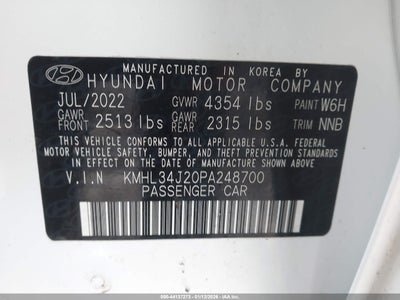 MANUFACTURED IN KOREA BY
HYUNDAI MOTOR COMPANY
JUL/2022 GVWR 4354 lbs PAINT W6H
GAWR FRONT 2513 lbs GAWR REAR 2315 lbs TRIM NNB
THIS VEHICLE CONFORMS TO ALL APPLICABLE U.S. FEDERAL
MOTOR VEHICLE SAFETY, BUMPER, AND THEFT PREVENTION
STANDARDS IN EFFECT ON THE DATE OF MANUFACTURE SHOWN ABOVE.
V.I.N KMHL34J20PA248700
PASSENGER CAR